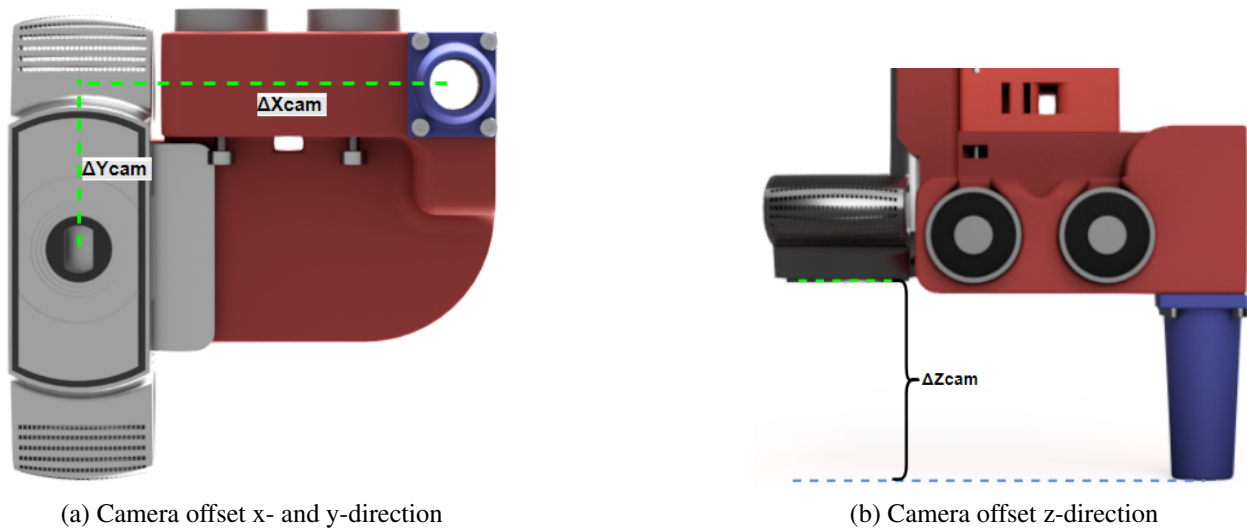 ΔXcam
ΔYcam
ΔZcam
(a) Camera offset x- and y-direction
(b) Camera offset z-direction